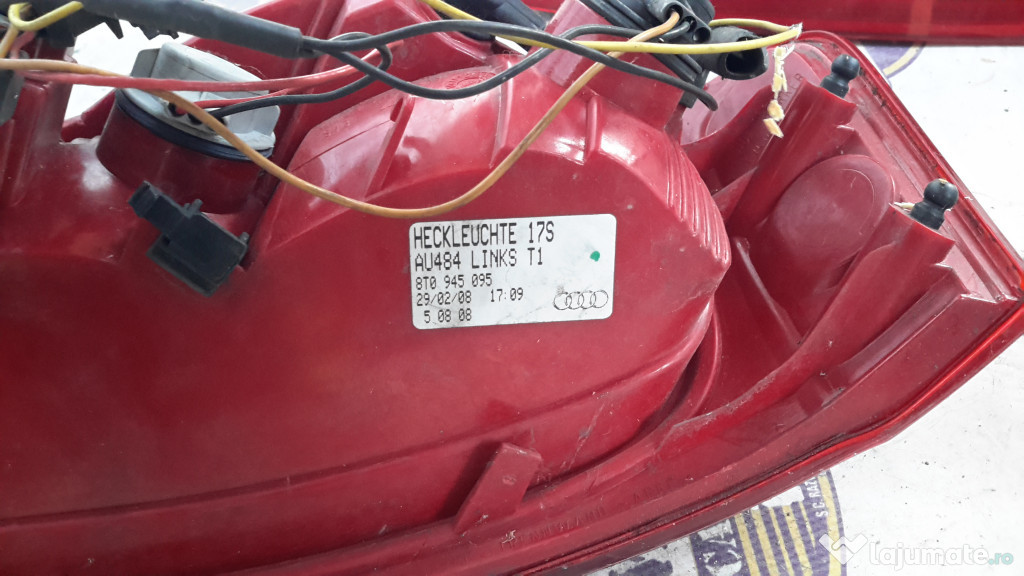 HECKLEUCHTE 17S
AU484 LINKS T1
8T0 945 095
29/02/08 17:09
5 08 08
lajumate.ro